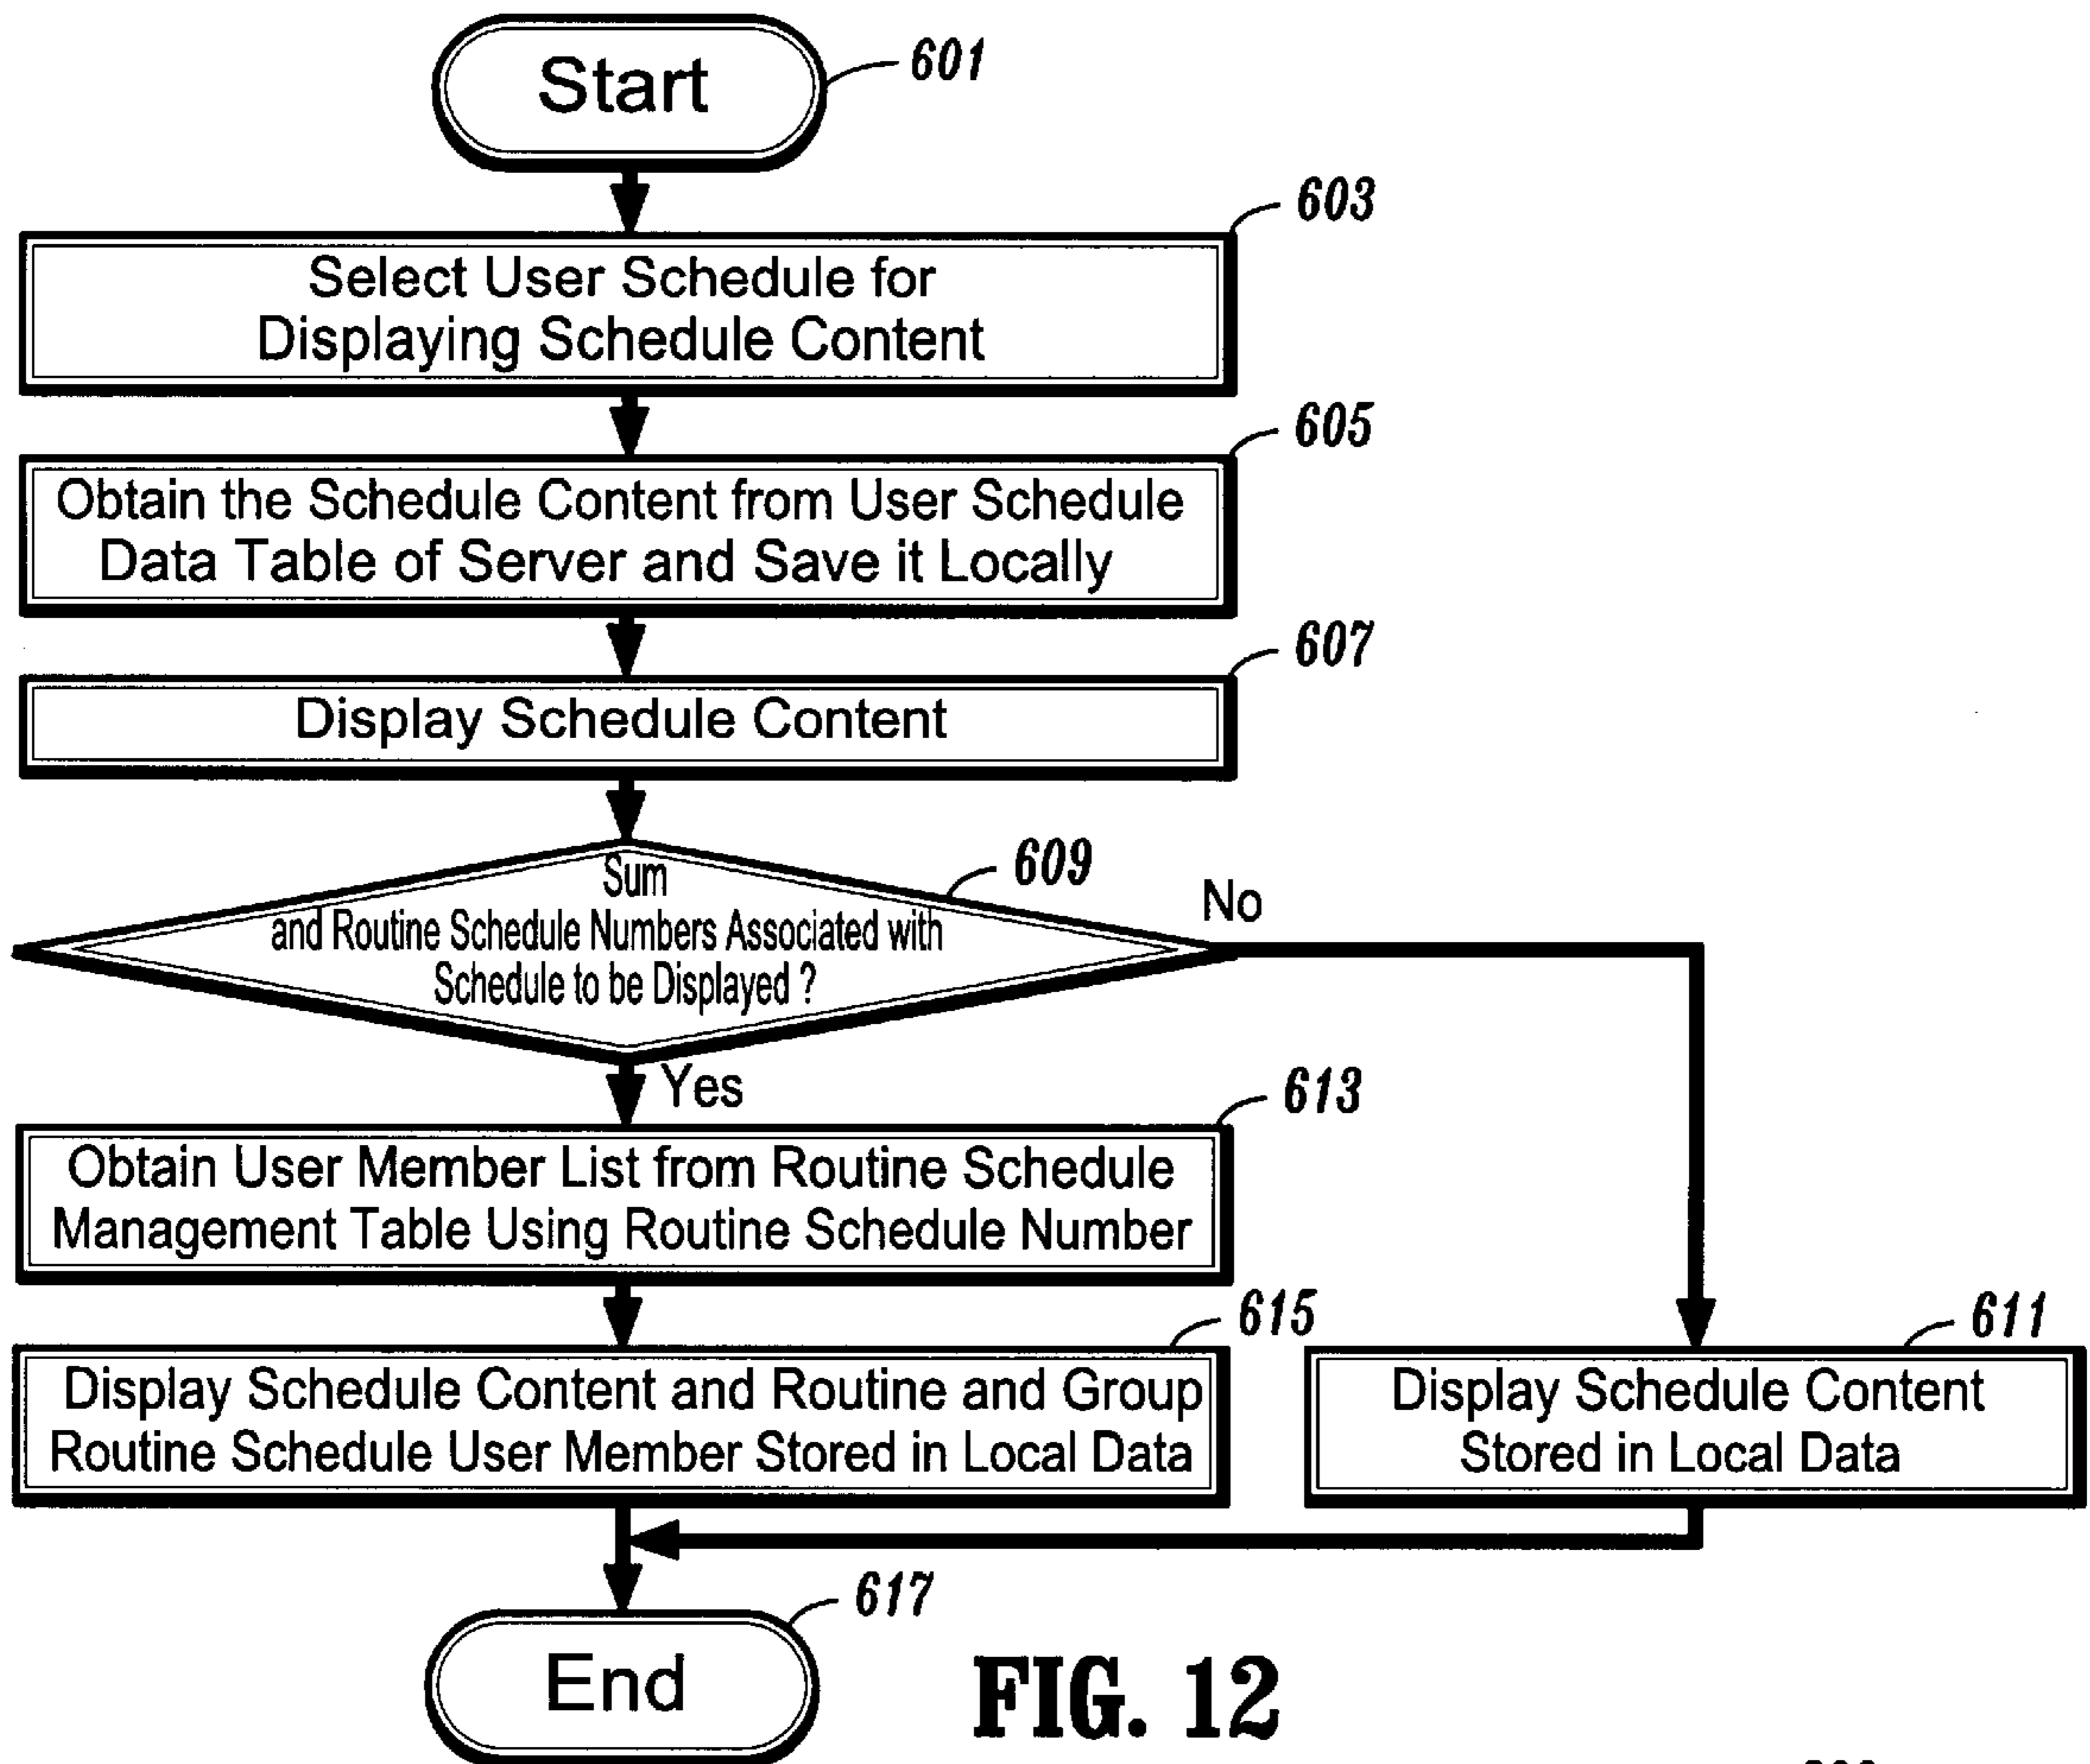 Start
601
603
Select User Schedule for
Displaying Schedule Content
605
Obtain the Schedule Content from User Schedule
Data Table of Server and Save it Locally
607
Display Schedule Content
609
Sum
and Routine Schedule Numbers Associated with
Schedule to be Displayed ?
No
Yes
613
Obtain User Member List from Routine Schedule
Management Table Using Routine Schedule Number
615
Display Schedule Content and Routine and Group
Routine Schedule User Member Stored in Local Data
611
Display Schedule Content
Stored in Local Data
617
End
FIG. 12